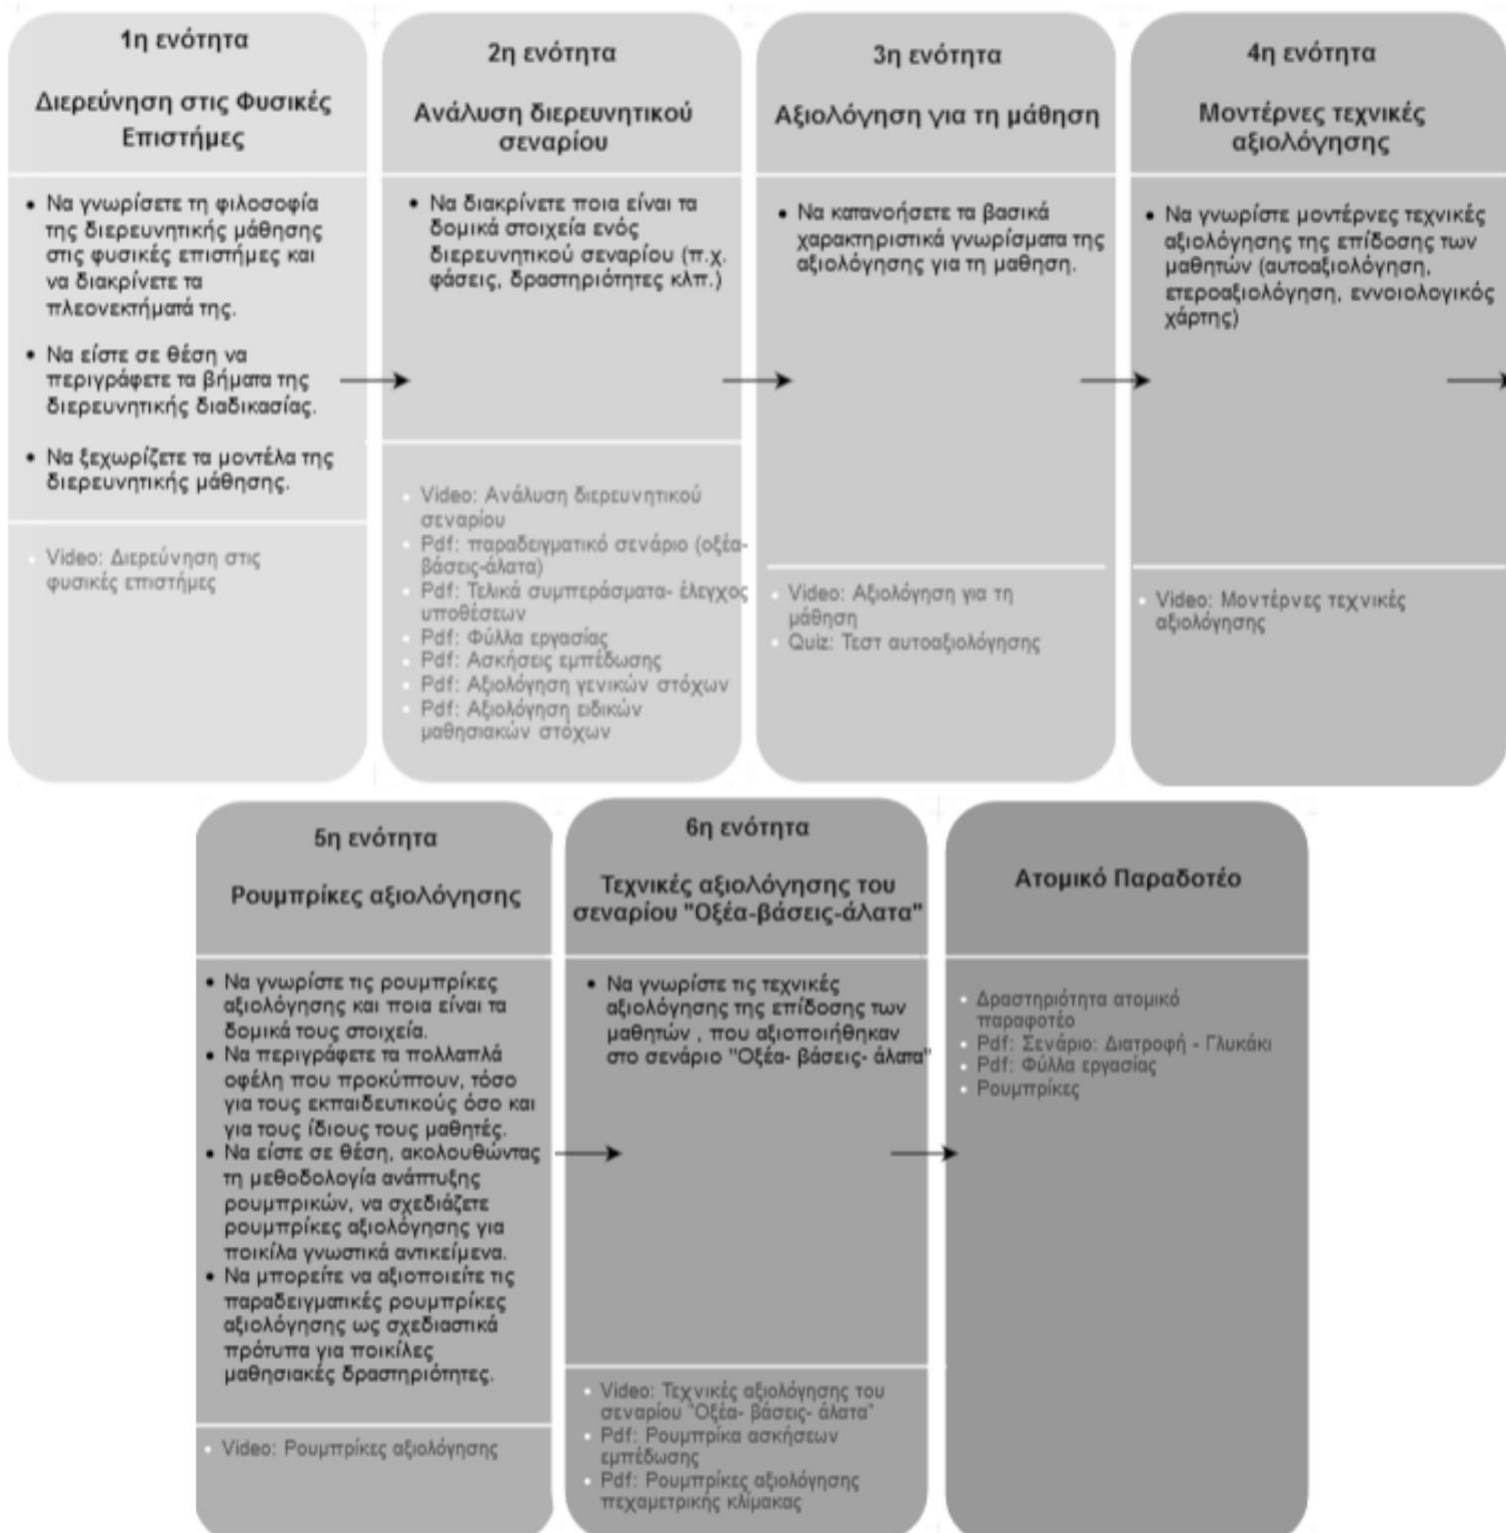 1η ενότητα
Διερεύνηση στις Φυσικές
Επιστήμες
• Να γνωρίσετε τη φιλοσοφία
της διερευνητικής μάθησης
στις φυσικές επιστήμες και
να διακρίνετε τα
πλεονεκτήματά της.
• Να είστε σε θέση να
περιγράφετε τα βήματα της
διερευνητικής διαδικασίας.
• Να ξεχωρίζετε τα μοντέλα της
διερευνητικής μάθησης.
• Video: Διερεύνηση στις
φυσικές επιστήμες
2η ενότητα
Ανάλυση διερευνητικού
σεναρίου
• Να διακρίνετε ποια είναι τα
δομικά στοιχεία ενός
διερευνητικού σεναρίου (π.χ.
φάσεις, δραστηριότητες κλπ.)
• Video: Ανάλυση διερευνητικού
σεναρίου
• Pdf: παραδειγματικό σενάριο (οξέα-
βάσεις-άλατα)
• Pdf: Τελικά συμπεράσματα- έλεγχος
υποθέσεων
• Pdf: Φύλλα εργασίας
• Pdf: Ασκήσεις εμπέδωσης
• Pdf: Αξιολόγηση γενικών στόχων
• Pdf: Αξιολόγηση ειδικών
μαθησιακών στόχων
3η ενότητα
Αξιολόγηση για τη μάθηση
• Να κατανοήσετε τα βασικά
χαρακτηριστικά γνωρίσματα της
αξιολόγησης για τη μαθηση.
• Video: Αξιολόγηση για τη
μάθηση
• Quiz: Τεστ αυτοαξιολόγησης
4η ενότητα
Μοντέρνες τεχνικές
αξιολόγησης
• Να γνωρίστε μοντέρνες τεχνικές
αξιολόγησης της επίδοσης των
μαθητών (αυτοαξιολόγηση,
ετεροαξιολόγηση, εννοιολογικός
χάρτης)
• Video: Μοντέρνες τεχνικές
αξιολόγησης
5η ενότητα
Ρουμπρίκες αξιολόγησης
• Να γνωρίστε τις ρουμπρίκες
αξιολόγησης και ποια είναι τα
δομικά τους στοιχεία.
• Να περιγράφετε τα πολλαπλά
οφέλη που προκύπτουν, τόσο
για τους εκπαιδευτικούς όσο και
για τους ίδιους τους μαθητές.
• Να είστε σε θέση, ακολουθώντας
τη μεθοδολογία ανάπτυξης
ρουμπρικών, να σχεδιάζετε
ρουμπρίκες αξιολόγησης για
ποικίλα γνωστικά αντικείμενα.
• Να μπορείτε να αξιοποιείτε τις
παραδειγματικές ρουμπρίκες
αξιολόγησης ως σχεδιαστικά
πρότυπα για ποικίλες
μαθησιακές δραστηριότητες.
• Video: Ρουμπρίκες αξιολόγησης
6η ενότητα
Τεχνικές αξιολόγησης του
σεναρίου "Οξέα-βάσεις-άλατα"
• Να γνωρίστε τις τεχνικές
αξιολόγησης της επίδοσης των
μαθητών , που αξιοποιήθηκαν
στο σενάριο "Οξέα- βάσεις- άλατα"
• Video: Τεχνικές αξιολόγησης του
σεναρίου "Οξέα- βάσεις- άλατα"
• Pdf: Ρουμπρίκα ασκήσεων
εμπέδωσης
• Pdf: Ρουμπρίκες αξιολόγησης
πεχαμετρικής κλίμακας
Ατομικό Παραδοτέο
• Δραστηριότητα ατομικό
παραφοτέο
• Pdf: Σενάριο: Διατροφή - Γλυκάκι
• Pdf: Φύλλα εργασίας
• Ρουμπρίκες